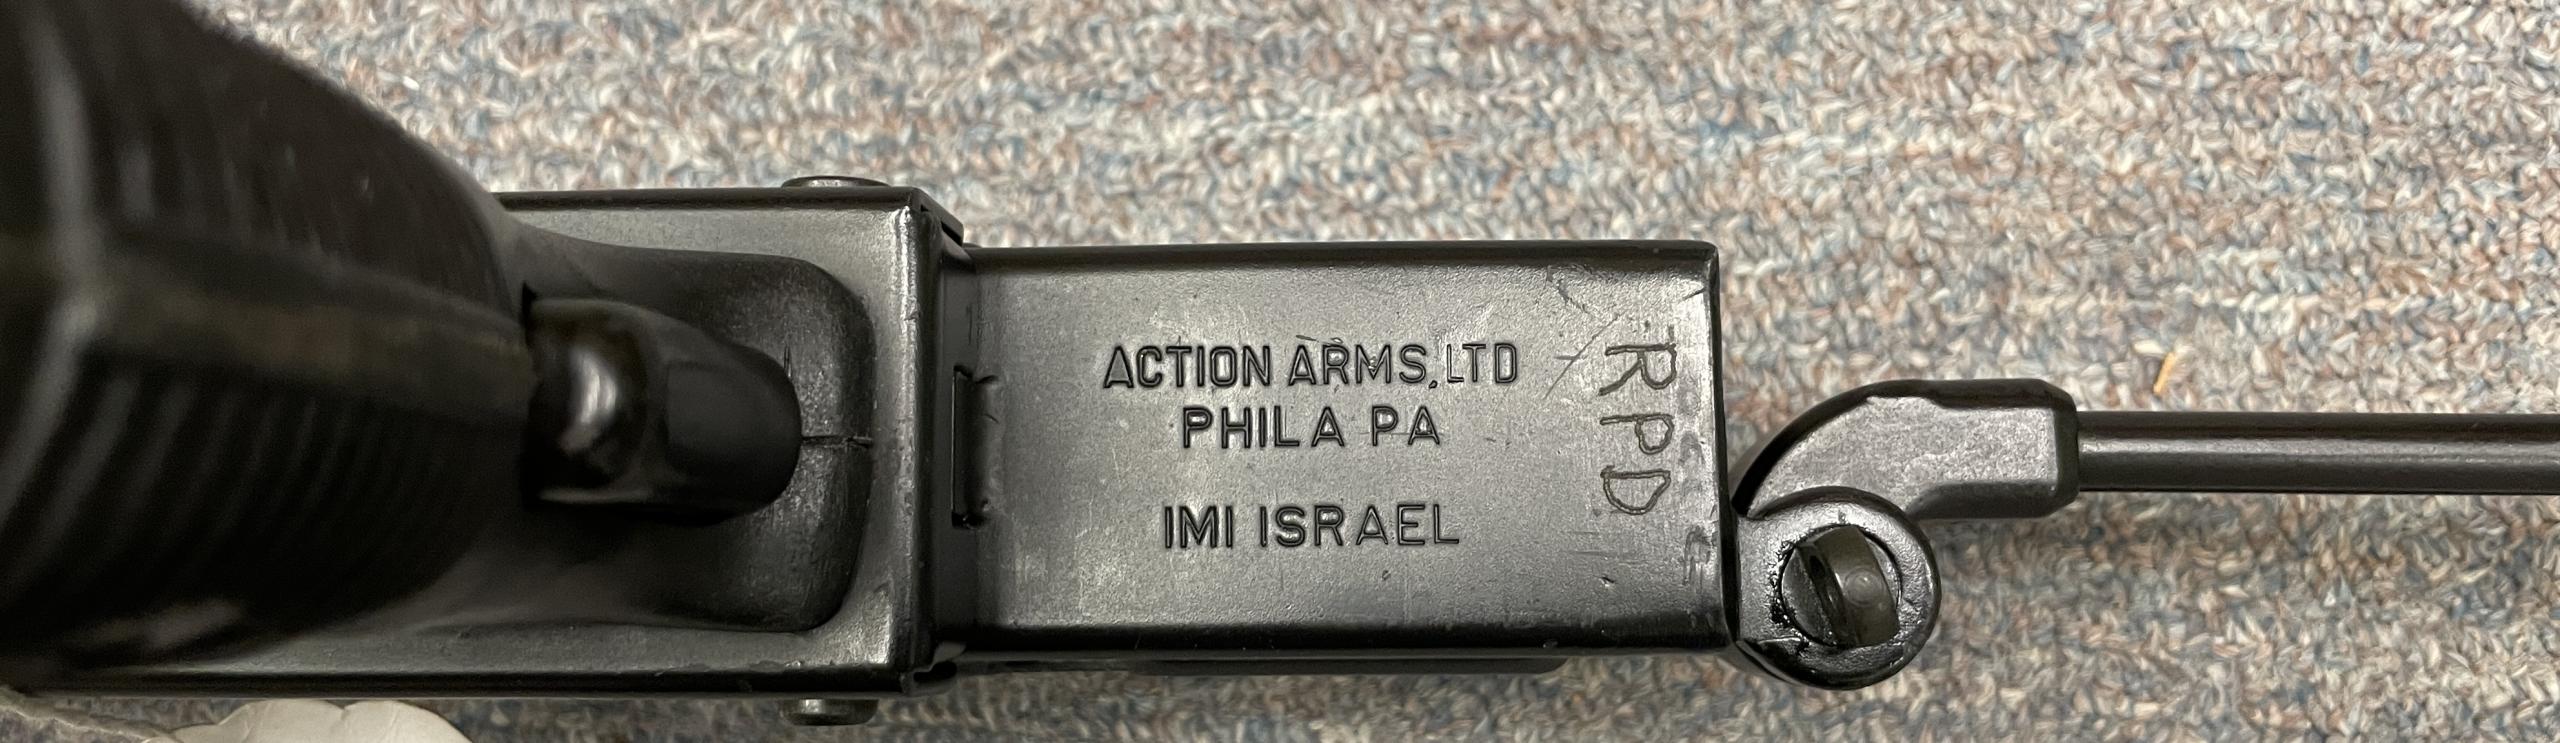 ACTION ARMS, LTD
PHILA PA
IMI ISRAEL
RPD